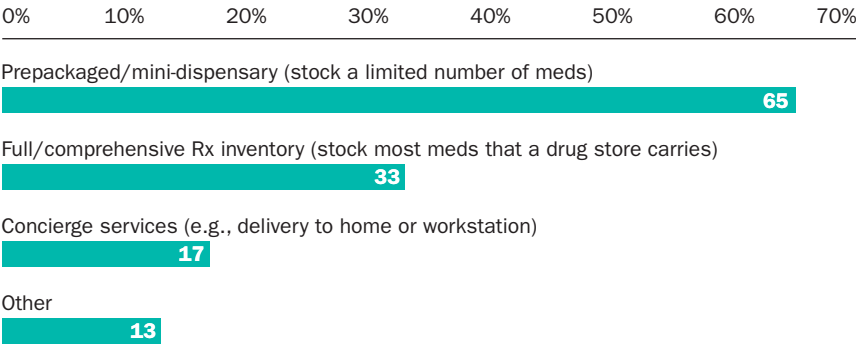 0% 10% 20% 30% 40% 50% 60% 70%
Prepackaged/mini-dispensary (stock a limited number of meds)
65
Full/comprehensive Rx inventory (stock most meds that a drug store carries)
33
Concierge services (e.g., delivery to home or workstation)
17
Other
13